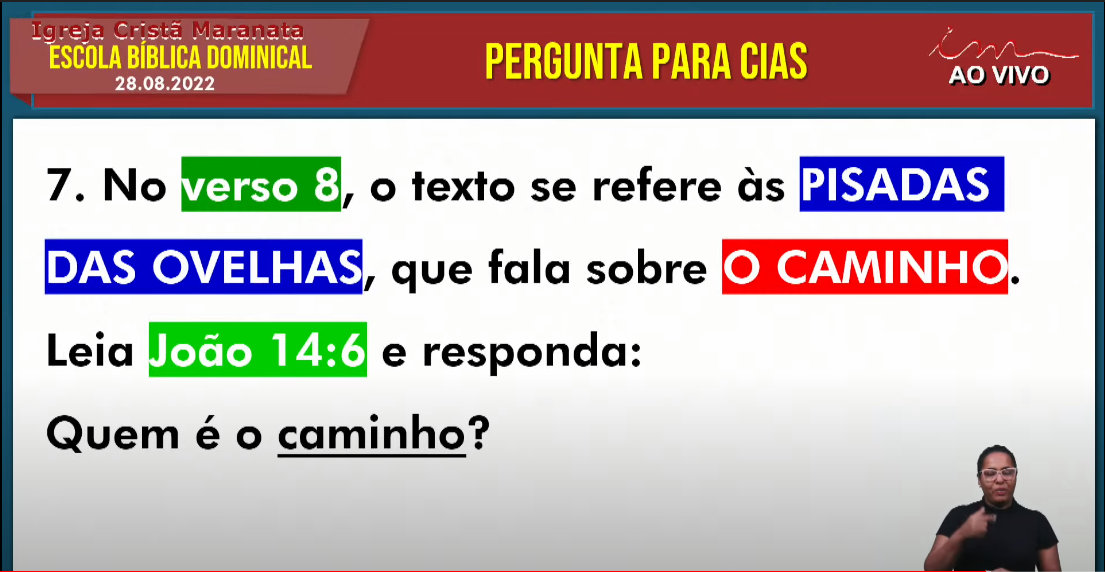 Igreja Cristã Maranata
ESCOLA BÍBLICA DOMINICAL
28.08.2022
PERGUNTA PARA CIAS
AO VIVO
7. No verso 8, o texto se refere às PISADAS
DAS OVELHAS, que fala sobre O CAMINHO.
Leia João 14:6 e responda:
Quem é o caminho?